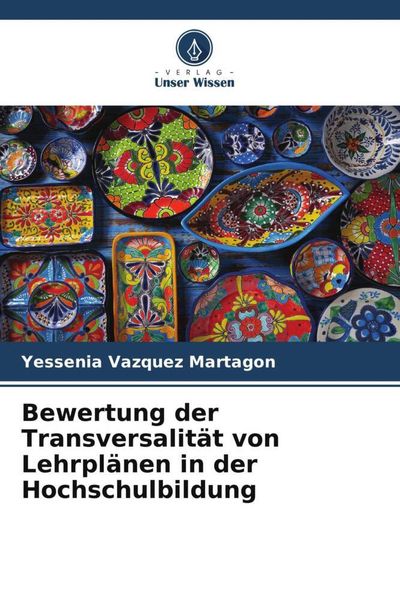 - VERLAG -
Unser Wissen
Yessenia Vazquez Martagon
Bewertung der
Transversalität von
Lehrplänen in der
Hochschulbildung